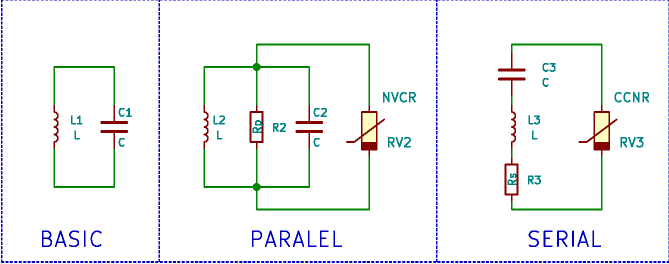 L1
L
C1
C
BASIC
NVCR
L2
L
Rp
R2
C2
C
RV2
PARALEL
C3
C
CCNR
L3
L
RV3
Rs
R3
SERIAL